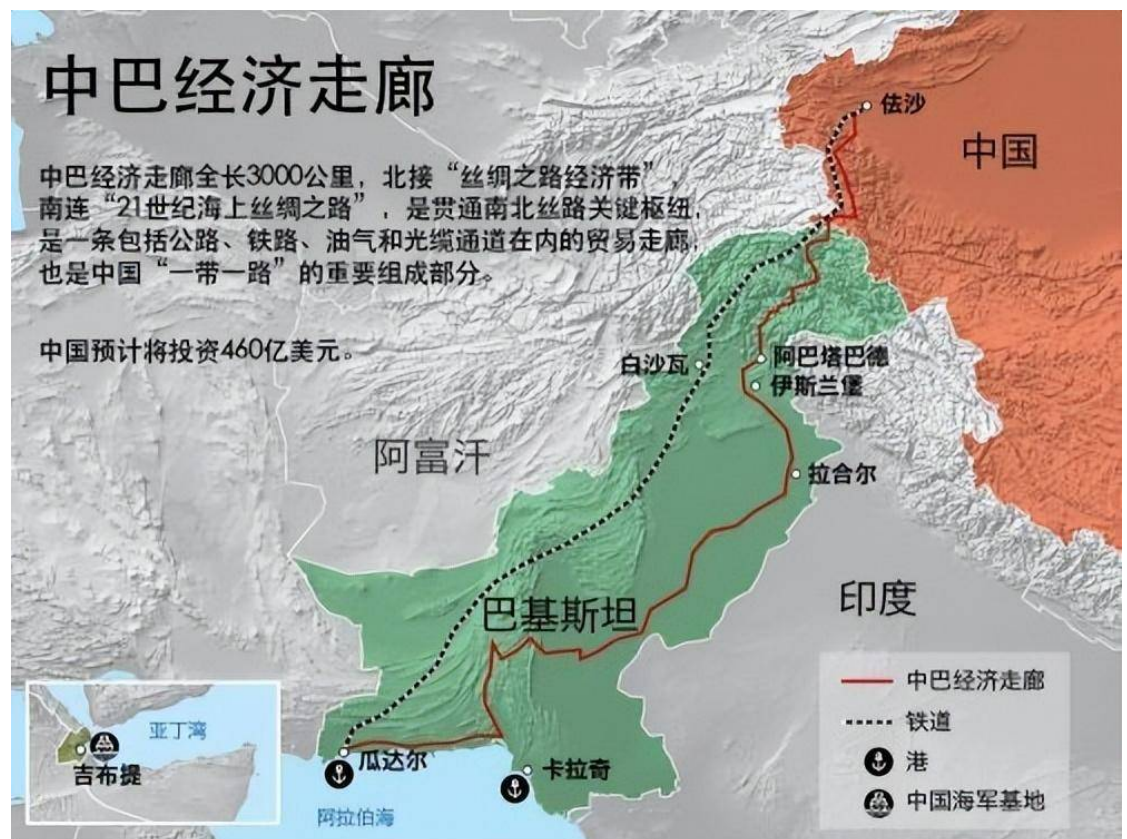 中巴经济走廊
中巴经济走廊全长3000公里，北接“丝绸之路经济带”，
南连“21世纪海上丝绸之路”，是贯通南北丝路关键枢纽，
是一条包括公路、铁路、油气和光缆通道在内的贸易走廊，
也是中国“一带一路”的重要组成部分。
中国预计将投资460亿美元。
依沙
中国
白沙瓦
阿巴塔巴德
伊斯兰堡
阿富汗
拉合尔
巴基斯坦
印度
瓜达尔
卡拉奇
阿拉伯海
亚丁湾
吉布提
中巴经济走廊
铁道
港
中国海军基地